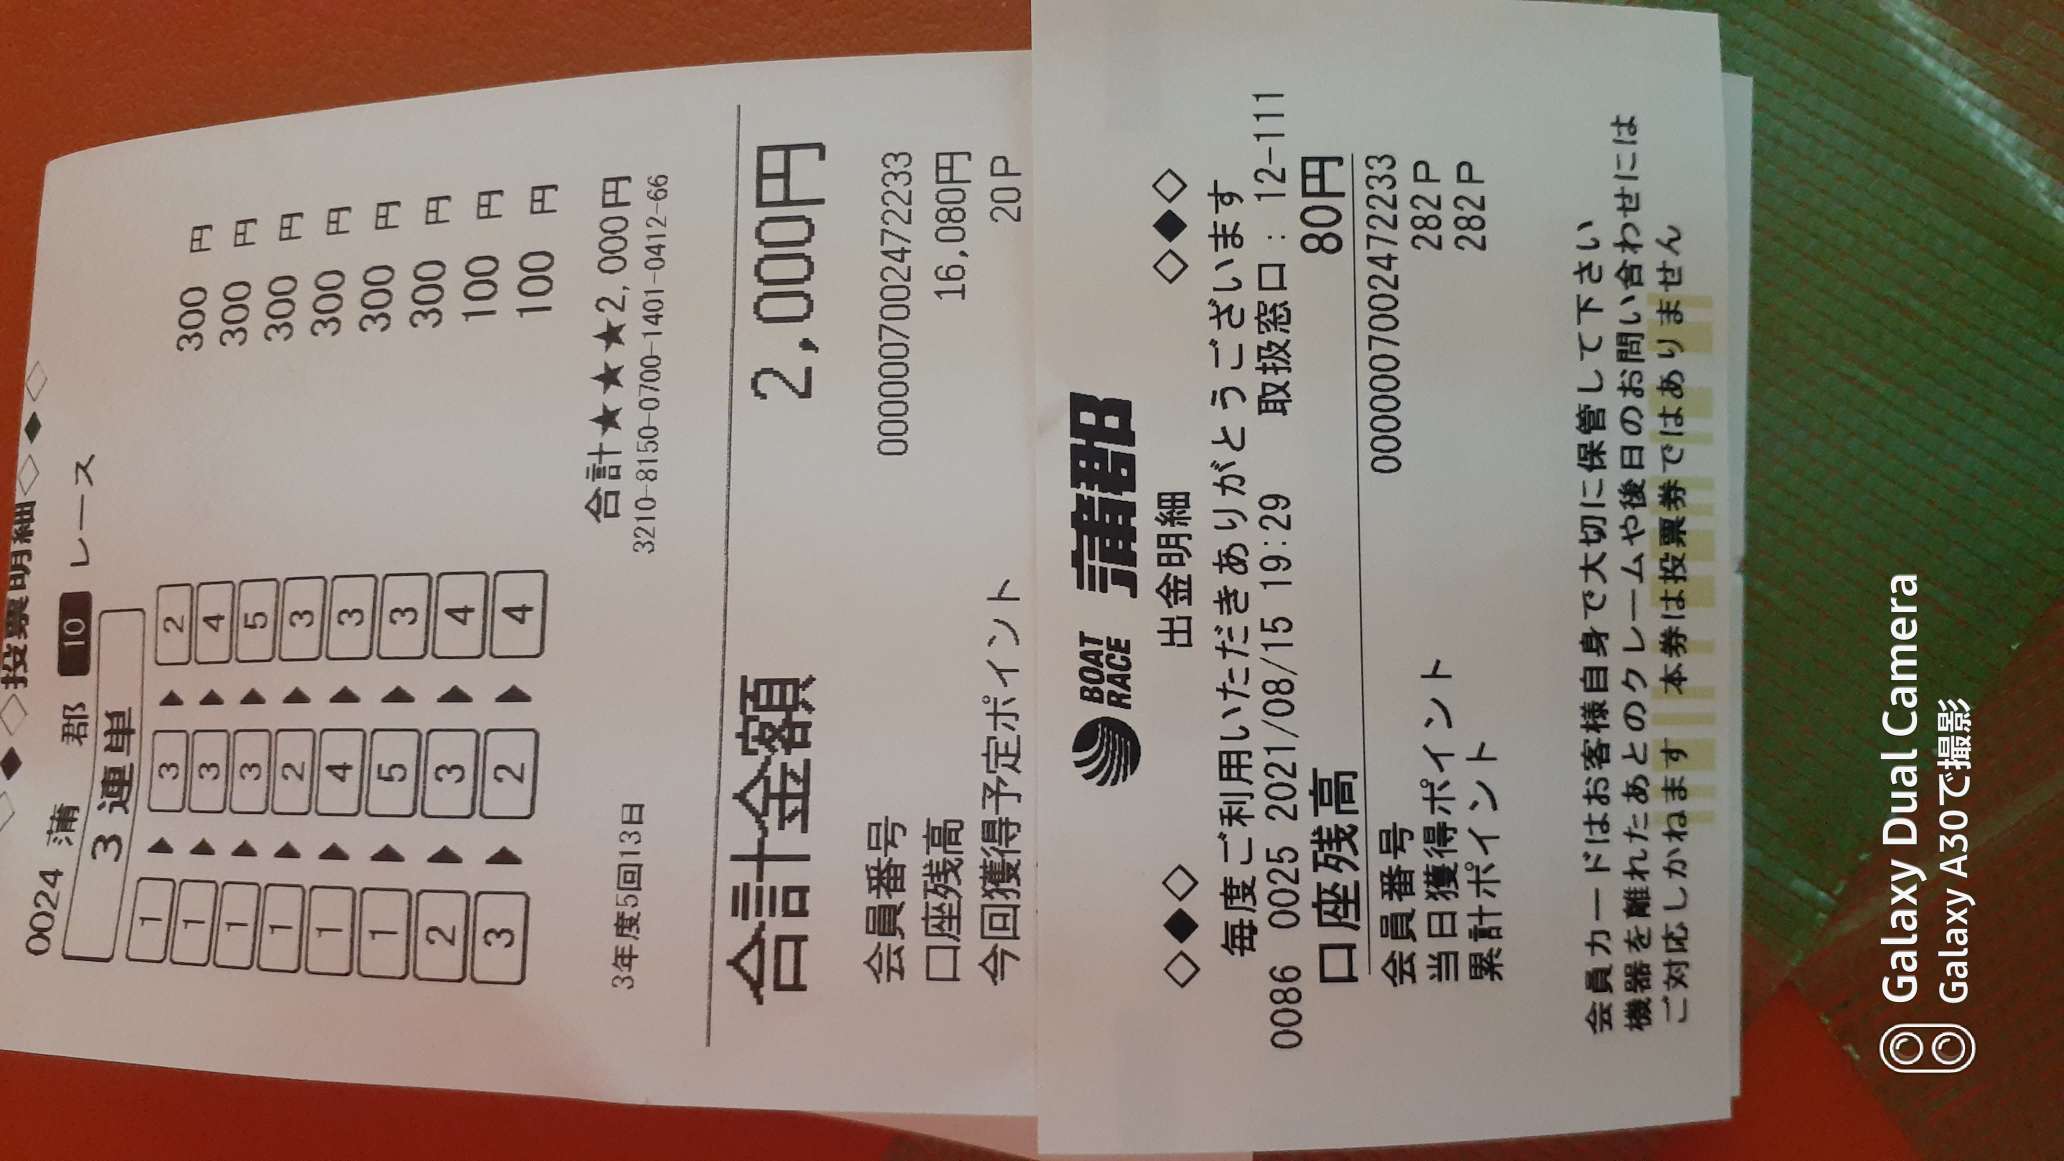 ◇◆◇投票明細◇◆◇
0024 蒲 郡 10 レース
3連単
1▶3▶2 300 円
1▶3▶4 300 円
1▶3▶5 300 円
1▶2▶3 300 円
1▶4▶3 300 円
1▶5▶3 300 円
2▶3▶4 100 円
3▶2▶4 100 円
合計★★★2,000円
3年度5回13日 3210-8150-0700-1401-0412-66
合計金額 2,000円
会員番号 0000007002472233
口座残高 16,080円
今回獲得予定ポイント 20P
BOAT RACE 蒲郡
◇◆◇ 出金明細 ◇◆◇
毎度ご利用いただきありがとうございます
0086 0025 2021/08/15 19:29 取扱窓口: 12-111
口座残高 80円
会員番号 0000007002472233
当日獲得ポイント 282P
累計ポイント 282P
会員カードはお客様自身で大切に保管して下さい
機器を離れたあとのクレームや後日のお問い合わせには
ご対応しかねます 本券は投票券ではありません
Galaxy Dual Camera
Galaxy A30で撮影